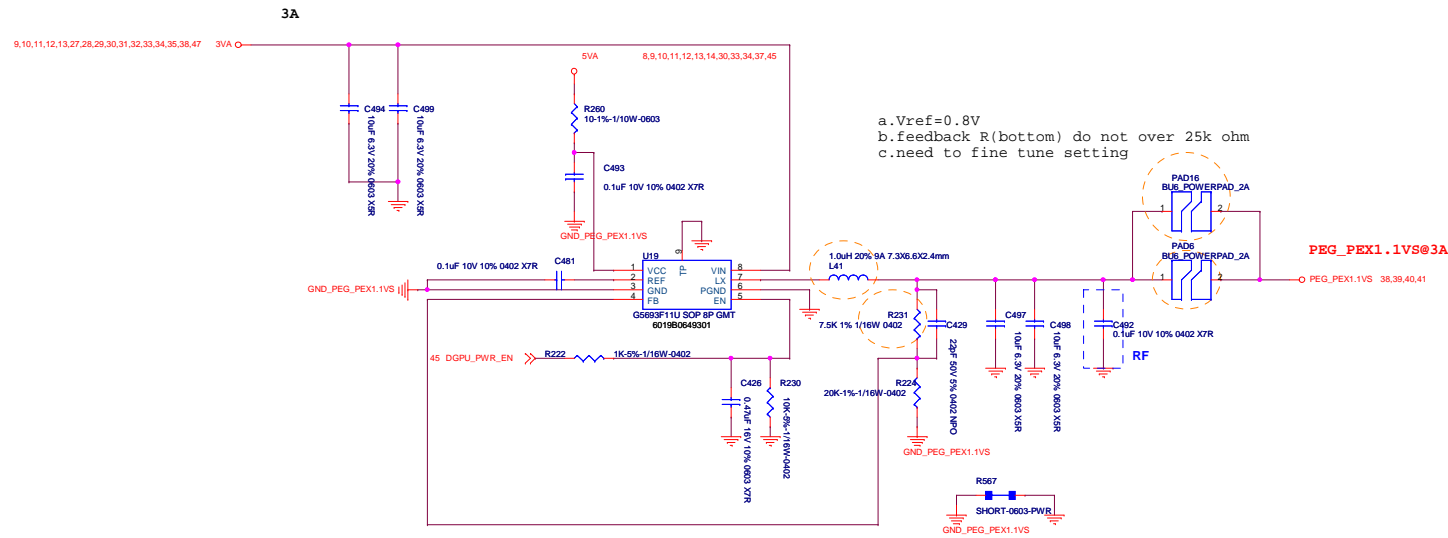 3A
9,10,11,12,13,27,28,29,30,31,32,33,34,35,38,47 3VA
5VA 8,9,10,11,12,13,14,30,33,34,37,45
C494
10uF 6.3V 20% 0603 X5R
C499
10uF 6.3V 20% 0603 X5R
R260
10-1%-1/10W-0603
a.Vref=0.8V
b.feedback R(bottom) do not over 25k ohm
c.need to fine tune setting
C493
0.1uF 10V 10% 0402 X7R
GND_PEG_PEX1.1VS
PAD16
BU6_POWERPAD_2A
1 2
PAD6
BU6_POWERPAD_2A
1 2
PEG_PEX1.1VS@3A
PEG_PEX1.1VS 38,39,40,41
U19
9 TP
1 VCC VIN 8
2 REF LX 7
3 GND PGND 6
4 FB EN 5
G5693F11U SOP 8P GMT
6019B0649301
C481
0.1uF 10V 10% 0402 X7R
GND_PEG_PEX1.1VS
1.0uH 20% 9A 7.3X6.6X2.4mm
L41
R231
7.5K 1% 1/16W 0402
C429
22pF 50V 5% 0402 NPO
C497
10uF 6.3V 20% 0603 X5R
C498
10uF 6.3V 20% 0603 X5R
C492
0.1uF 10V 10% 0402 X7R
RF
45 DGPU_PWR_EN
R222
1K-5%-1/16W-0402
C426
0.47uF 16V 10% 0603 X7R
R230
10K-5%-1/16W-0402
R224
20K-1%-1/16W-0402
GND_PEG_PEX1.1VS
R567
SHORT-0603-PWR
GND_PEG_PEX1.1VS